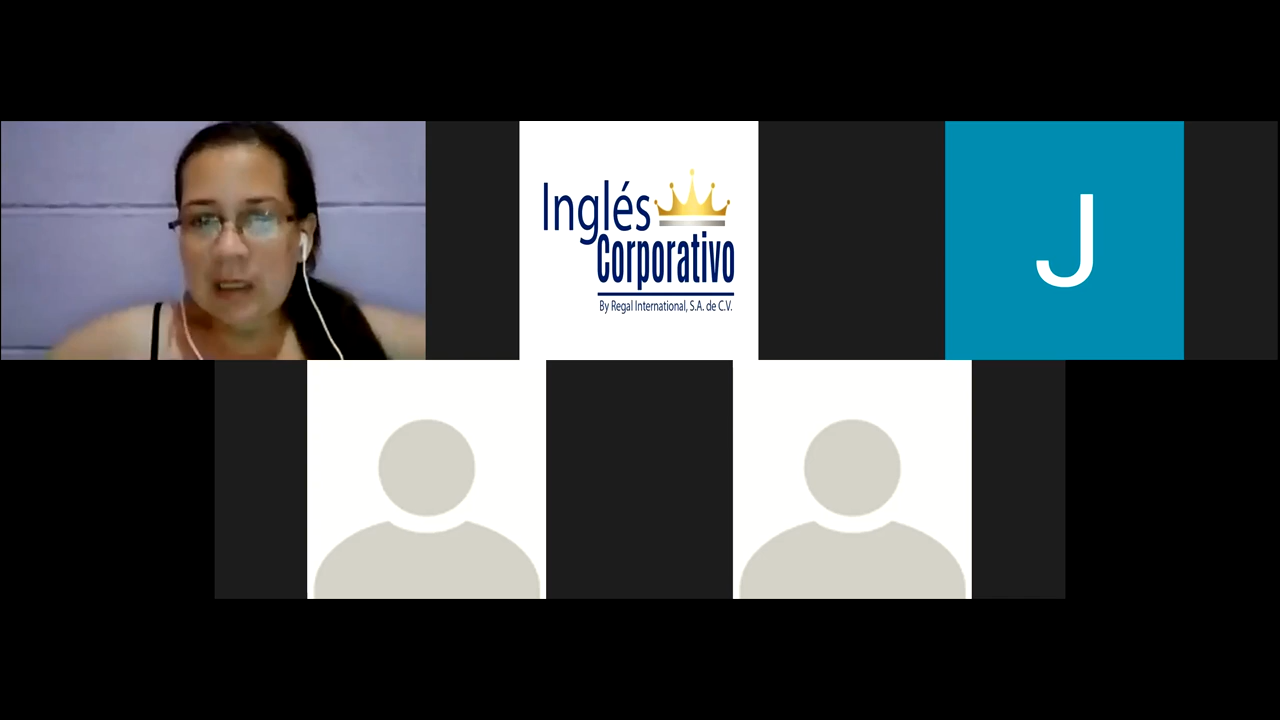 Inglés
Corporativo
By Regal International, S.A. de C.V.
J